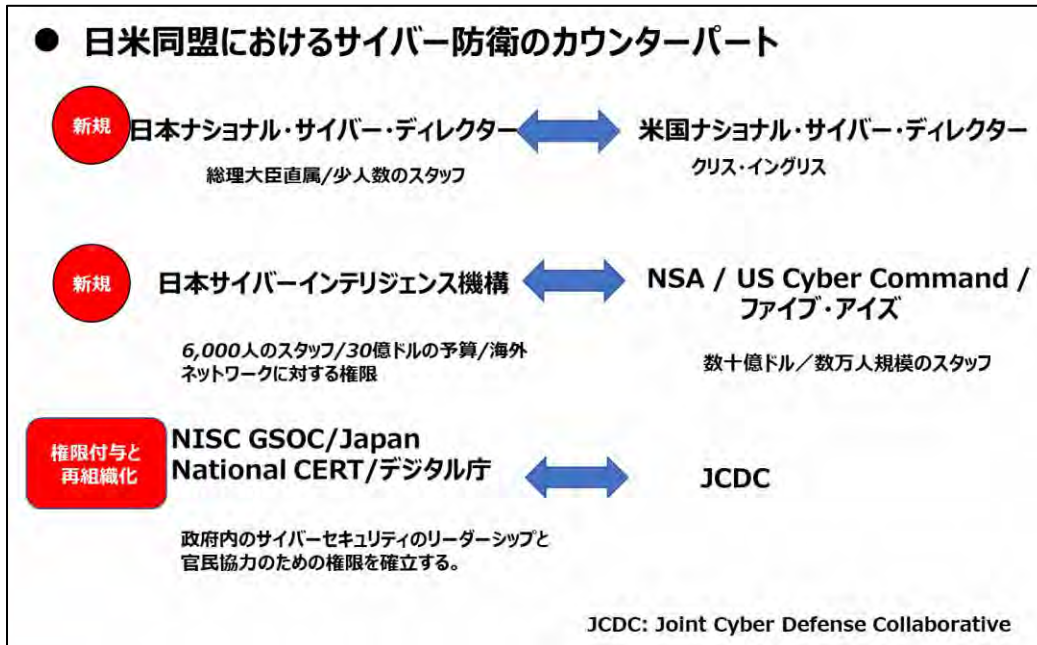 ● 日米同盟におけるサイバー防衛のカウンターパート
新規
日本ナショナル・サイバー・ディレクター
米国ナショナル・サイバー・ディレクター
総理大臣直属/少人数のスタッフ
クリス・イングリス
新規
日本サイバーインテリジェンス機構
NSA / US Cyber Command /
ファイブ・アイズ
6,000人のスタッフ/30億ドルの予算/海外
ネットワークに対する権限
数十億ドル／数万人規模のスタッフ
権限付与と
再組織化
NISC GSOC/Japan
National CERT/デジタル庁
JCDC
政府内のサイバーセキュリティのリーダーシップと
官民協力のための権限を確立する。
JCDC: Joint Cyber Defense Collaborative